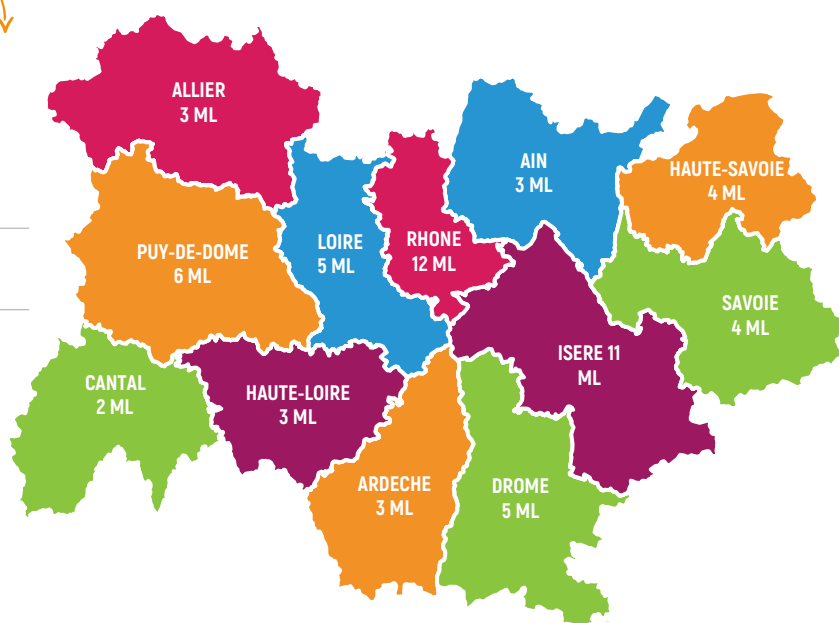 ALLIER
3 ML
AIN
3 ML
HAUTE-SAVOIE
4 ML
PUY-DE-DOME
6 ML
LOIRE
5 ML
RHONE
12 ML
SAVOIE
4 ML
ISERE 11
ML
CANTAL
2 ML
HAUTE-LOIRE
3 ML
ARDECHE
3 ML
DROME
5 ML